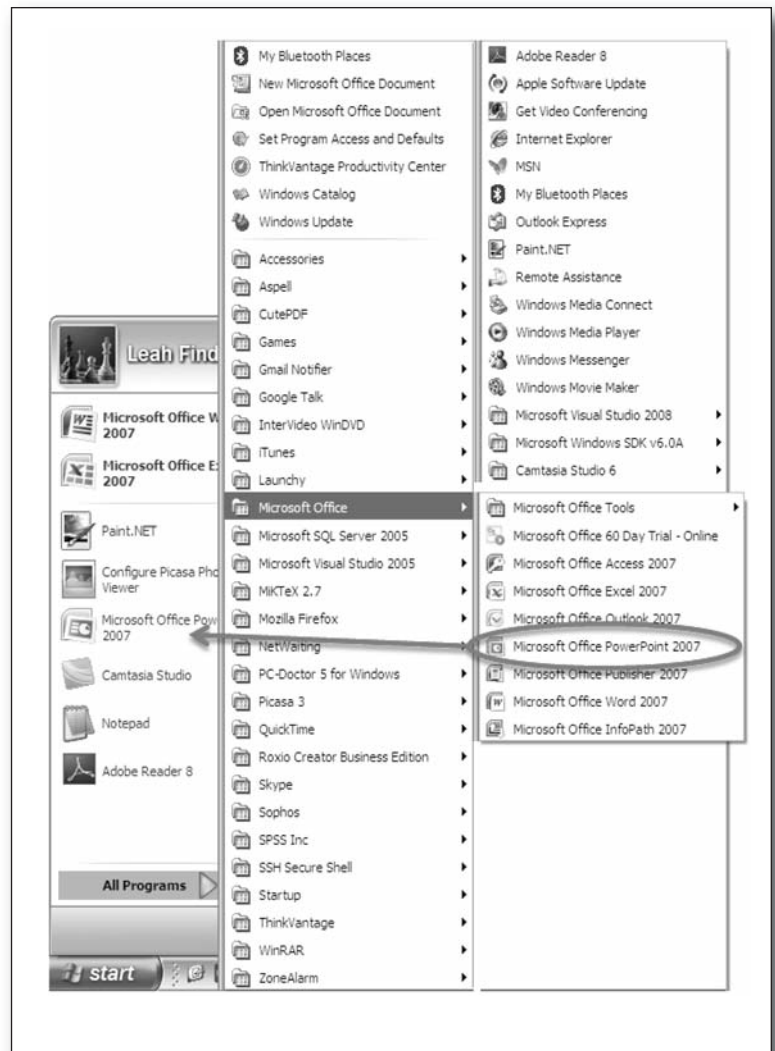 My Bluetooth Places
New Microsoft Office Document
Open Microsoft Office Document
Set Program Access and Defaults
ThinkVantage Productivity Center
Windows Catalog
Windows Update
Accessories
Aspell
CutePDF
Games
Gmail Notifier
Google Talk
InterVideo WinDVD
iTunes
Launchy
Microsoft Office
Microsoft SQL Server 2005
Microsoft Visual Studio 2005
MiKTeX 2.7
Mozilla Firefox
NetWaiting
PC-Doctor 5 for Windows
Picasa 3
QuickTime
Roxio Creator Business Edition
Skype
Sophos
SPSS Inc
SSH Secure Shell
Startup
ThinkVantage
WinRAR
ZoneAlarm
Adobe Reader 8
Apple Software Update
Get Video Conferencing
Internet Explorer
MSN
My Bluetooth Places
Outlook Express
Paint.NET
Remote Assistance
Windows Media Connect
Windows Media Player
Windows Messenger
Windows Movie Maker
Microsoft Visual Studio 2008
Microsoft Windows SDK v6.0A
Camtasia Studio 6
Microsoft Office Tools
Microsoft Office 60 Day Trial - Online
Microsoft Office Access 2007
Microsoft Office Excel 2007
Microsoft Office Outlook 2007
Microsoft Office PowerPoint 2007
Microsoft Office Publisher 2007
Microsoft Office Word 2007
Microsoft Office InfoPath 2007
Leah Find
Microsoft Office W
2007
Microsoft Office E
2007
Paint.NET
Configure Picasa Pho
Viewer
Microsoft Office Pow
2007
Camtasia Studio
Notepad
Adobe Reader 8
All Programs
start